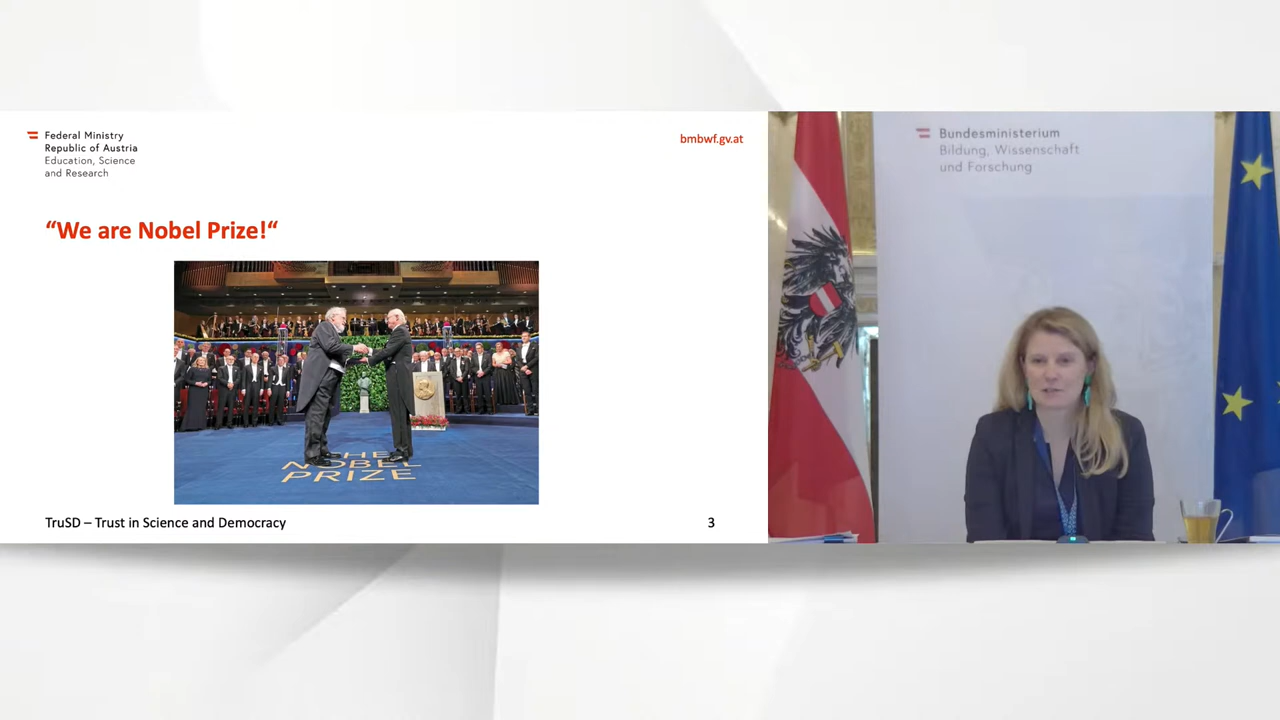 Federal Ministry
Republic of Austria
Education, Science
and Research
bmbwf.gv.at
“We are Nobel Prize!“
THE
NOBEL
PRIZE
TruSD – Trust in Science and Democracy
3
Bundesministerium
Bildung, Wissenschaft
und Forschung